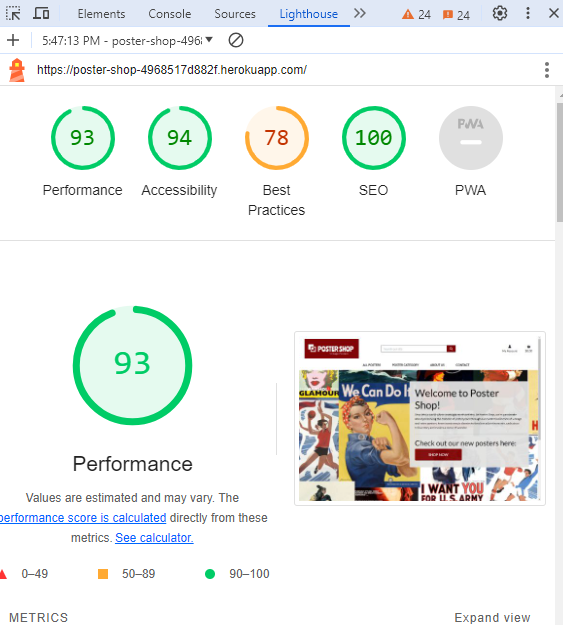 Elements Console Sources Lighthouse 24 24
5:47:13 PM - poster-shop-496
https://poster-shop-4968517d882f.herokuapp.com/
93 94 78 100 PWA
Performance Accessibility Best Practices SEO PWA
93
Performance
Values are estimated and may vary. The
performance score is calculated directly from these
metrics. See calculator.
0–49 50–89 90–100
POSTER SHOP
ALL POSTERS POSTER CATEGORY ABOUT US CONTACT
GLAMOUR
We Can Do
Welcome to Poster
Shop!
Check out our new posters here:
SHOP NOW
I WANT YOU
FOR U.S. ARMY
METRICS Expand view